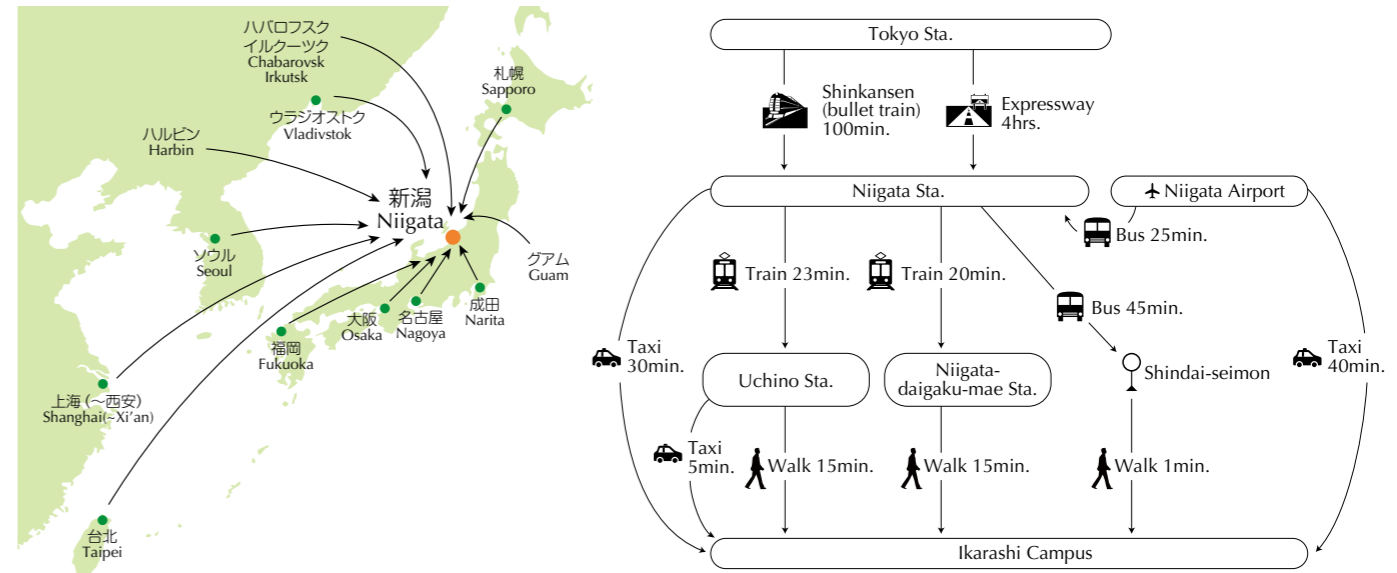 ハバロフスク
イルクーツク
Chabarovsk
Irkutsk
札幌
Sapporo
ウラジオストク
Vladivstok
ハルビン
Harbin
新潟
Niigata
ソウル
Seoul
グアム
Guam
成田
Narita
名古屋
Nagoya
大阪
Osaka
福岡
Fukuoka
上海（〜西安）
Shanghai(~Xi'an)
台北
Taipei
Tokyo Sta.
Shinkansen
(bullet train)
100min.
Expressway
4hrs.
Niigata Sta.
Niigata Airport
Bus 25min.
Train 23min.
Train 20min.
Bus 45min.
Taxi
30min.
Uchino Sta.
Niigata-
daigaku-mae Sta.
Shindai-seimon
Taxi
40min.
Taxi
5min.
Walk 15min.
Walk 15min.
Walk 1min.
Ikarashi Campus